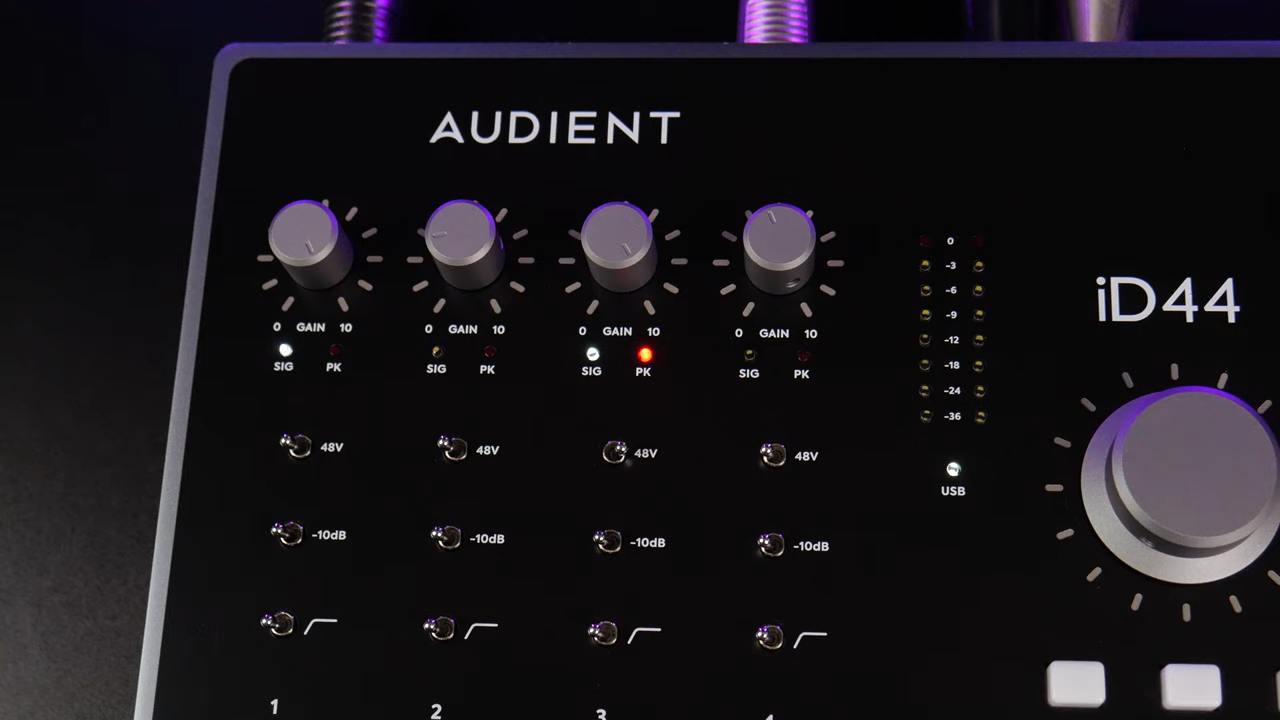 AUDIENT
iD44
0 GAIN 10
SIG PK
48V
-10dB
1
0 GAIN 10
SIG PK
48V
-10dB
2
0 GAIN 10
SIG PK
48V
-10dB
3
0 GAIN 10
SIG PK
48V
-10dB
4
0
-3
-6
-9
-12
-18
-24
-36
USB